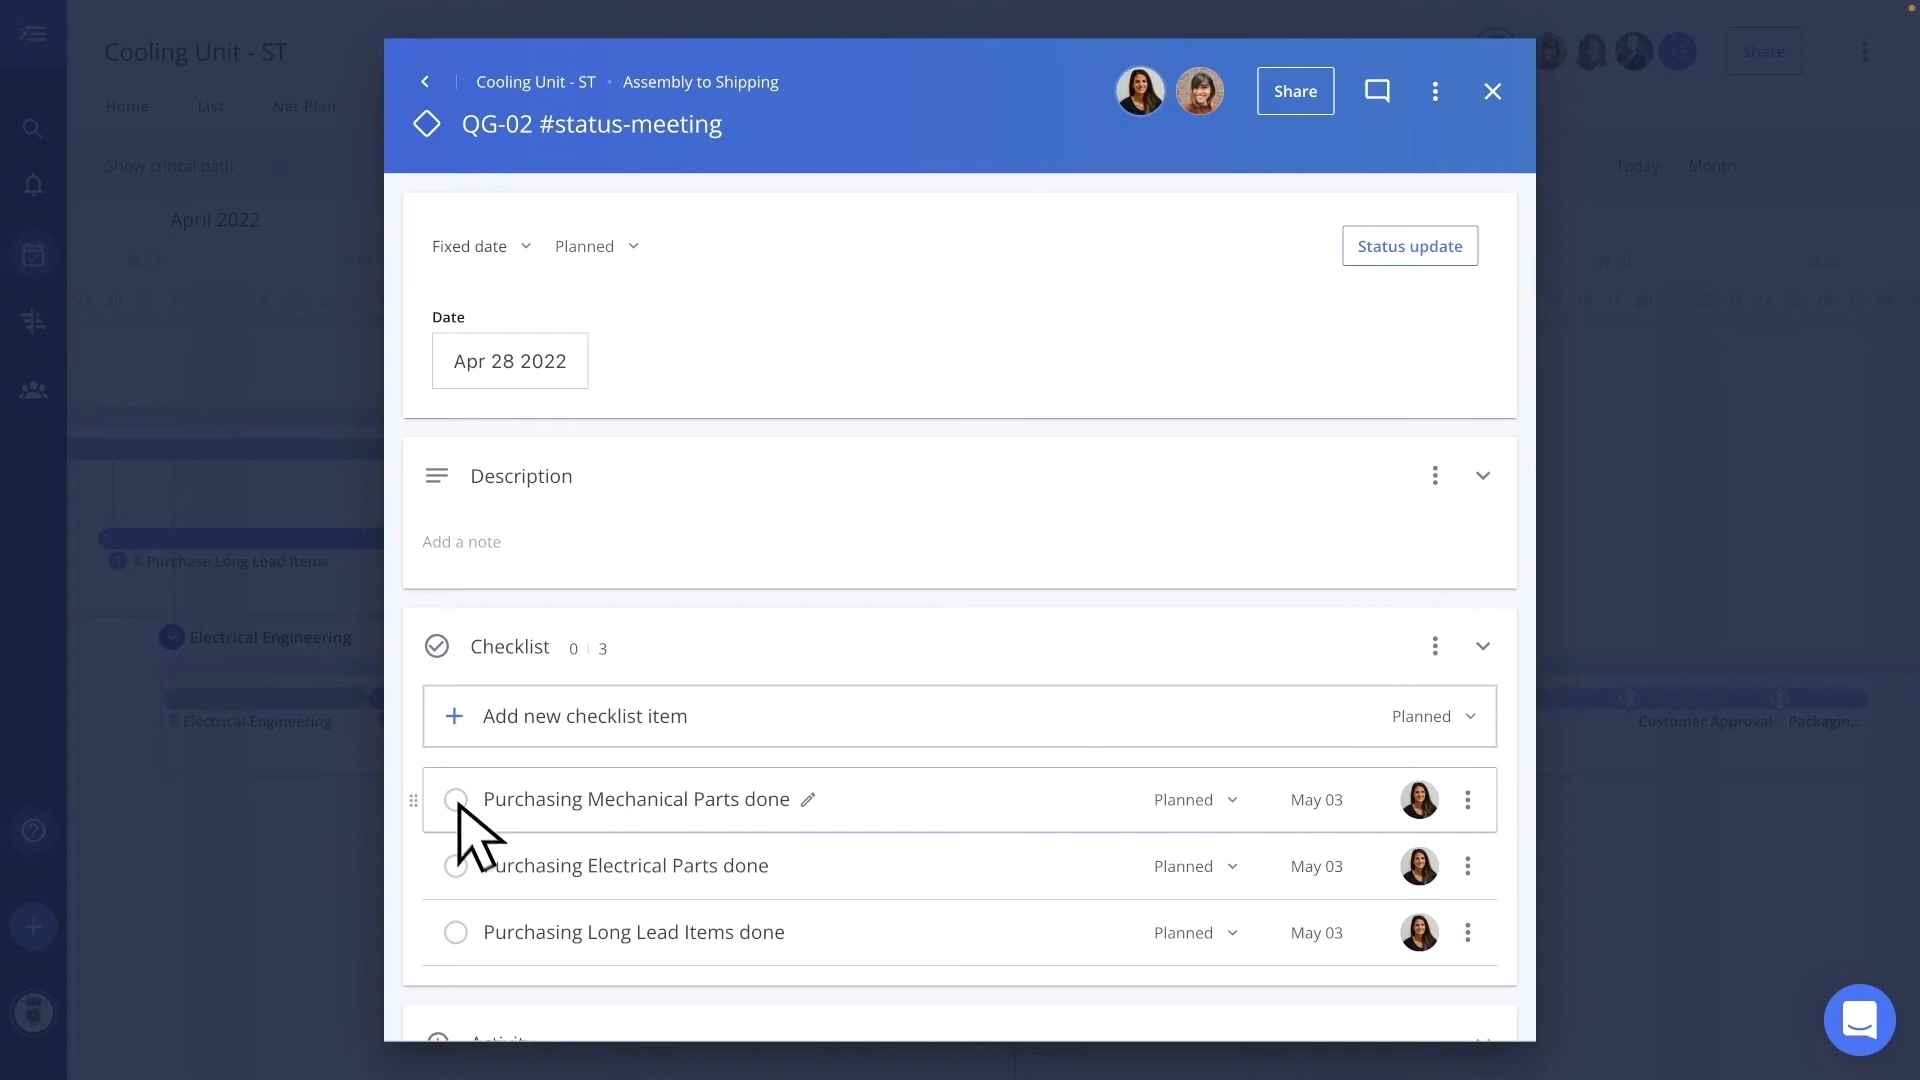 Cooling Unit - ST
Share
Home List Net Plan
Show critical path
Today Month
April 2022
Purchase Long Lead Items
Electrical Engineering
Electrical Engineering
Customer Approval Packagin...
Cooling Unit - ST • Assembly to Shipping
QG-02 #status-meeting
Share
Fixed date Planned
Status update
Date
Apr 28 2022
Description
Add a note
Checklist 0 | 3
Add new checklist item Planned
Purchasing Mechanical Parts done Planned May 03
urchasing Electrical Parts done Planned May 03
Purchasing Long Lead Items done Planned May 03